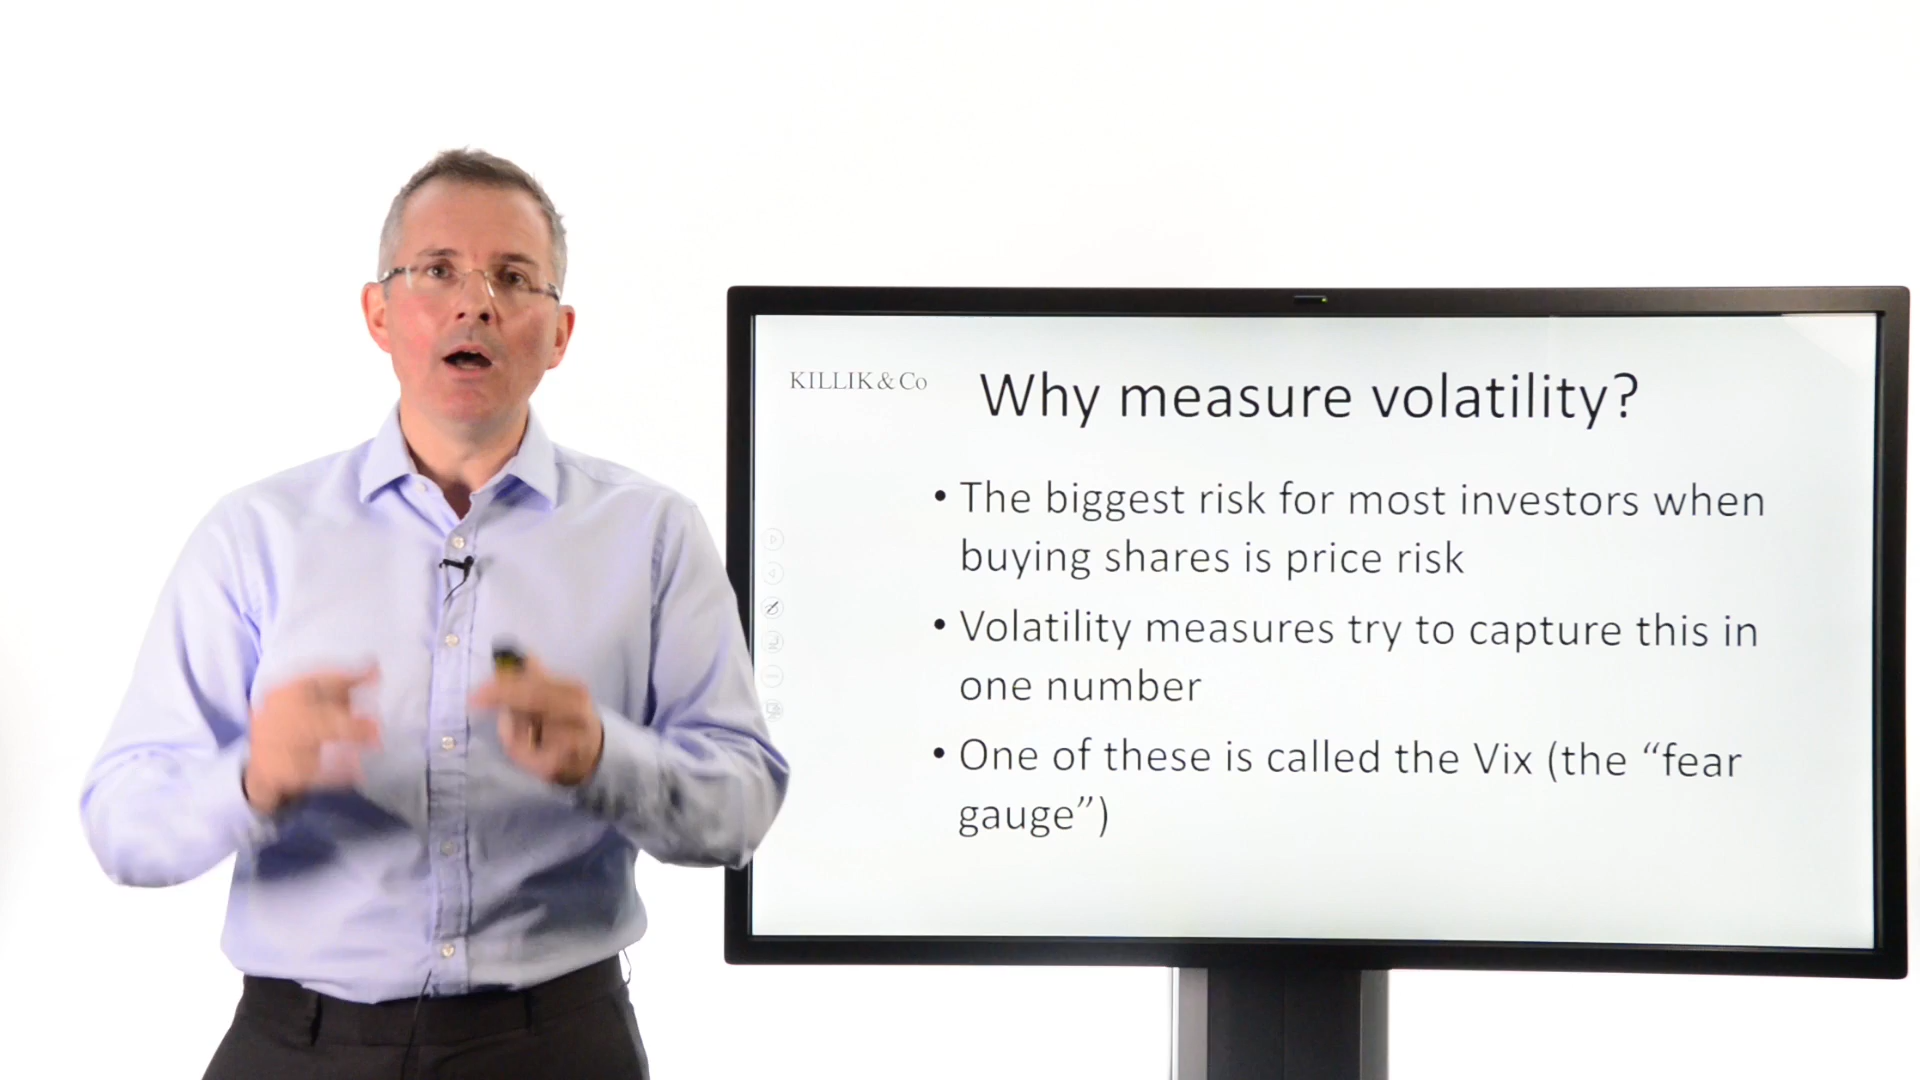 KILLIK & Co
Why measure volatility?
• The biggest risk for most investors when
buying shares is price risk
• Volatility measures try to capture this in
one number
• One of these is called the Vix (the “fear
gauge”)